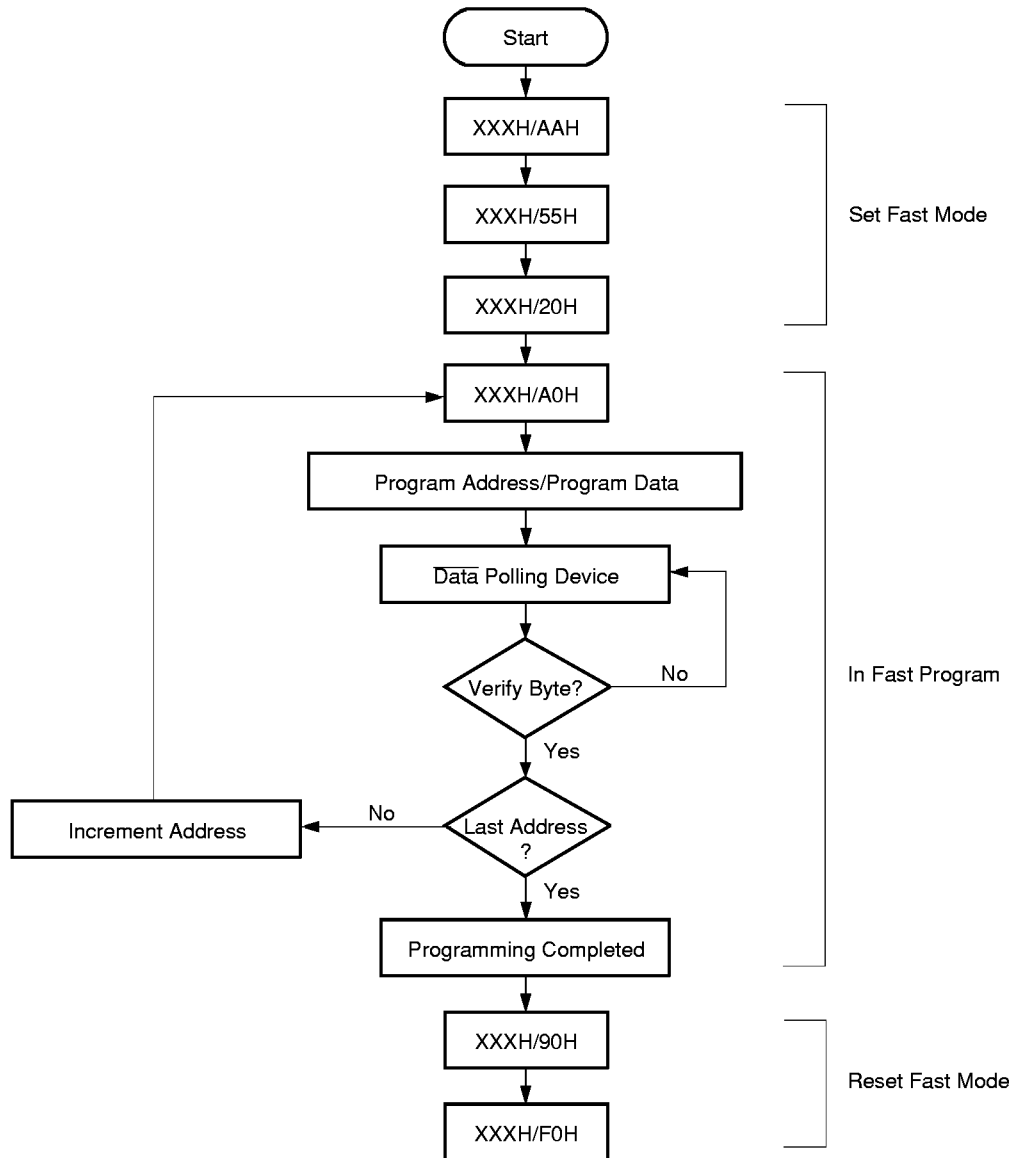 Start
XXXH/AAH
XXXH/55H
Set Fast Mode
XXXH/20H
XXXH/A0H
Program Address/Program Data
Data Polling Device
Verify Byte?
No
In Fast Program
Yes
Increment Address
No
Last Address
?
Yes
Programming Completed
XXXH/90H
Reset Fast Mode
XXXH/F0H